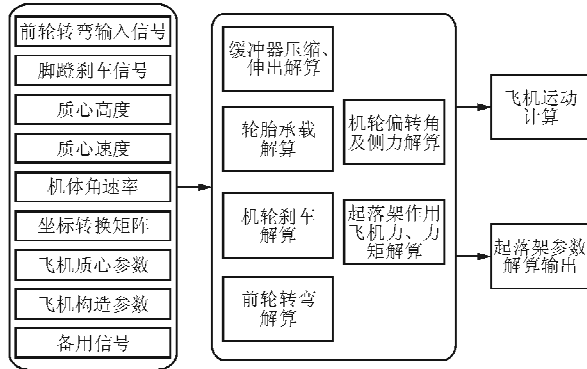 前轮转弯输入信号
脚蹬刹车信号
质心高度
质心速度
机体角速率
坐标转换矩阵
飞机质心参数
飞机构造参数
备用信号
缓冲器压缩、
伸出解算
轮胎承载
解算
机轮刹车
解算
前轮转弯
解算
机轮偏转角
及侧力解算
起落架作用
飞机力、力
矩解算
飞机运动
计算
起落架参数
解算输出